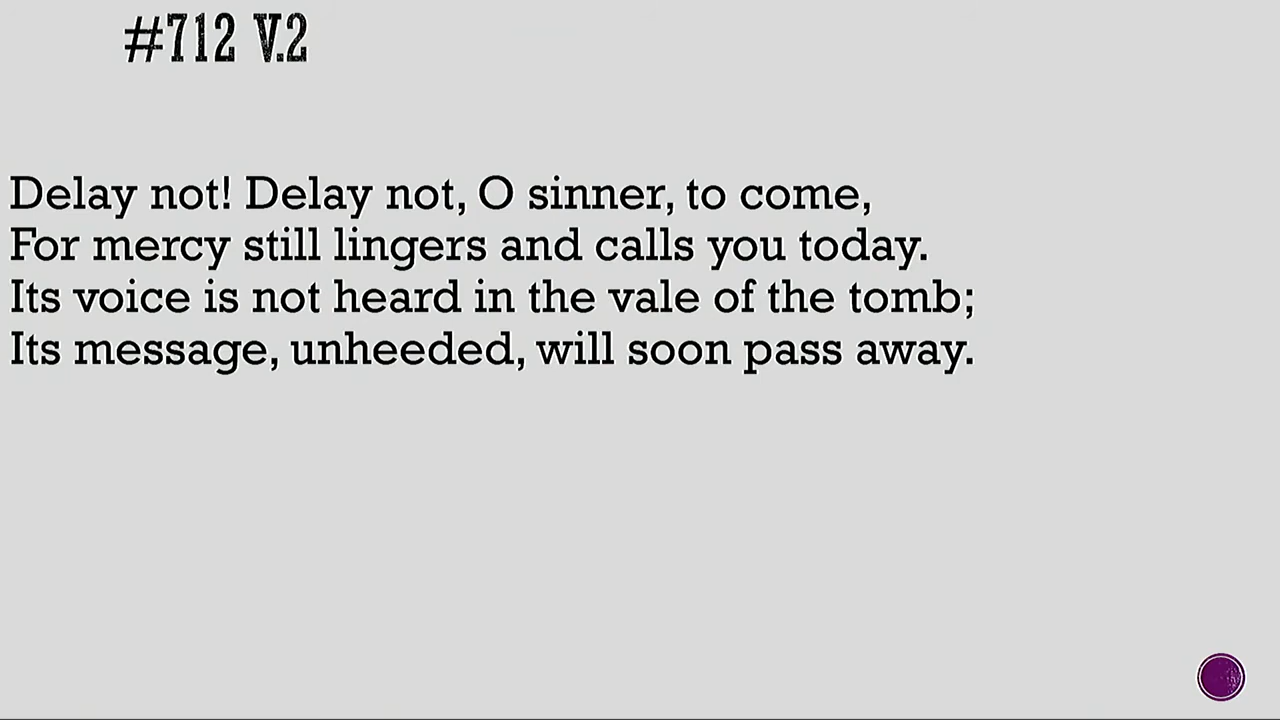 #712 V.2
Delay not! Delay not, O sinner, to come,
For mercy still lingers and calls you today.
Its voice is not heard in the vale of the tomb;
Its message, unheeded, will soon pass away.